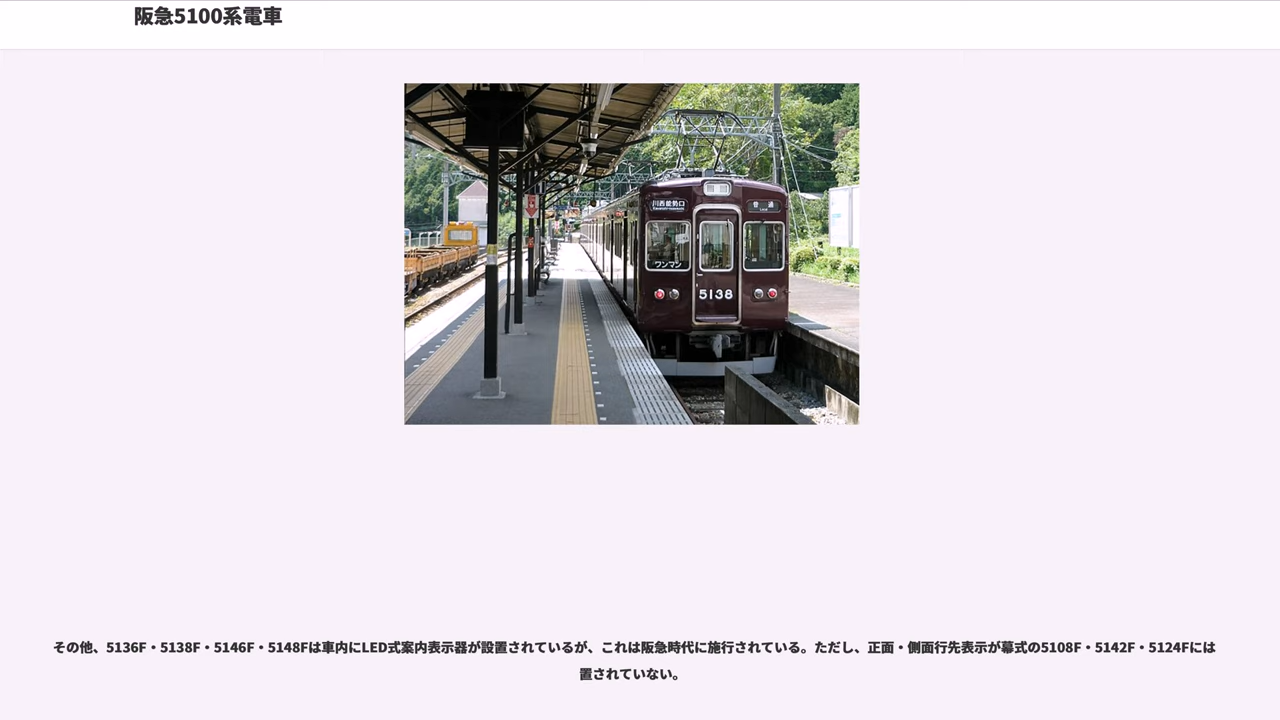 阪急5100系電車
川西能勢口
普通
ワンマン
5138
その他、5136F・5138F・5146F・5148Fは車内にLED式案内表示器が設置されているが、これは阪急時代に施行されている。ただし、正面・側面行先表示が幕式の5108F・5142F・5124Fには
置されていない。